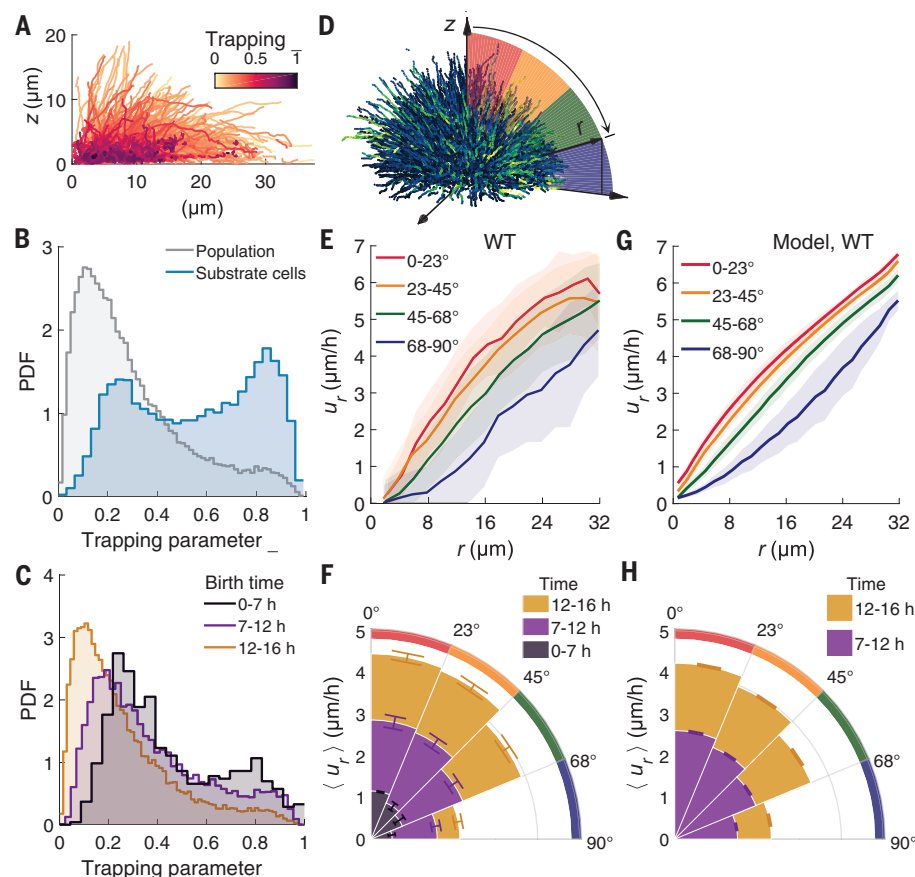 A
Trapping _
0 0.5 1
z (μm)
20
10
0
0 10 20 30
(μm)
D
z
r
B
Population
Substrate cells
PDF
3
2
1
0
0 0.2 0.4 0.6 0.8 1
Trapping parameter _
E
WT
0-23°
23-45°
45-68°
68-90°
u_r (μm/h)
7
6
5
4
3
2
1
0
0 8 16 24 32
r (μm)
G
Model, WT
0-23°
23-45°
45-68°
68-90°
u_r (μm/h)
7
6
5
4
3
2
1
0
0 8 16 24 32
r (μm)
C
Birth time
0-7 h
7-12 h
12-16 h
PDF
4
3
2
1
0
0 0.2 0.4 0.6 0.8 1
Trapping parameter
F
Time
12-16 h
7-12 h
0-7 h
0°
23°
45°
68°
90°
⟨ u_r ⟩ (μm/h)
5
4
3
2
1
0
H
Time
12-16 h
7-12 h
0°
23°
45°
68°
90°
⟨ u_r ⟩ (μm/h)
5
4
3
2
1
0